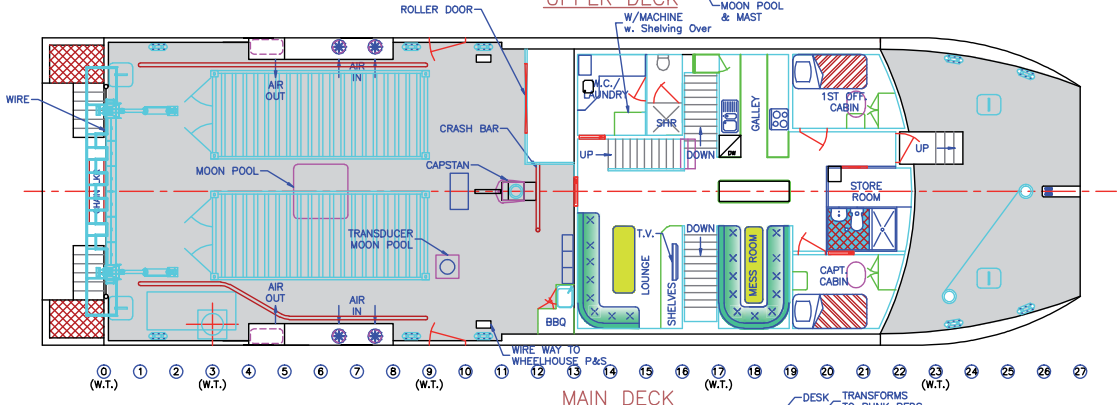 UPPER DECK
MOON POOL
& MAST
ROLLER DOOR
W/MACHINE
w. Shelving Over
WIRE
AIR
OUT
AIR
IN
W.C./
LAUNDRY
SHR
GALLEY
1ST OFF.
CABIN
CRASH BAR
CAPSTAN
MOON POOL
UP
DOWN
DW
UP
STORE
ROOM
TRANSDUCER
MOON POOL
T.V.
DOWN
LOUNGE
SHELVES
MESS ROOM
CAPT.
CABIN
AIR
OUT
AIR
IN
BBQ
WIRE WAY TO
WHEELHOUSE P&S
0 1 2 3 4 5 6 7 8 9 10 11 12 13 14 15 16 17 18 19 20 21 22 23 24 25 26 27
(W.T.) (W.T.) (W.T.) (W.T.) (W.T.)
MAIN DECK
DESK
TRANSFORMS